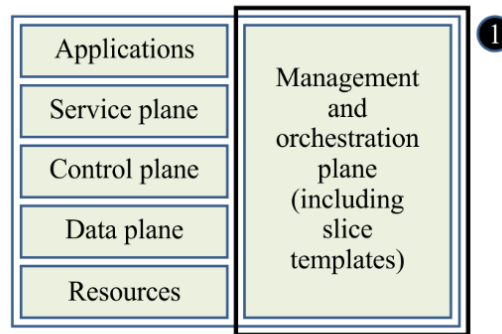 Applications
Service plane
Control plane
Data plane
Resources
Management
and
orchestration
plane
(including
slice
templates)
1